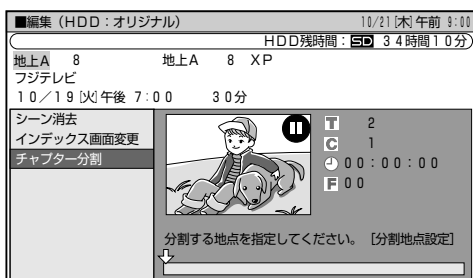 ■編集（HDD：オリジナル） 10/21[木]午前 9:00
HDD残時間：SD 34時間10分
地上A 8 地上A 8 XP
フジテレビ
10／19[火]午後 7:00 30分
シーン消去
インデックス画面変更
チャプター分割
T 2
C 1
00：00：00
F 00
分割する地点を指定してください。［分割地点設定］